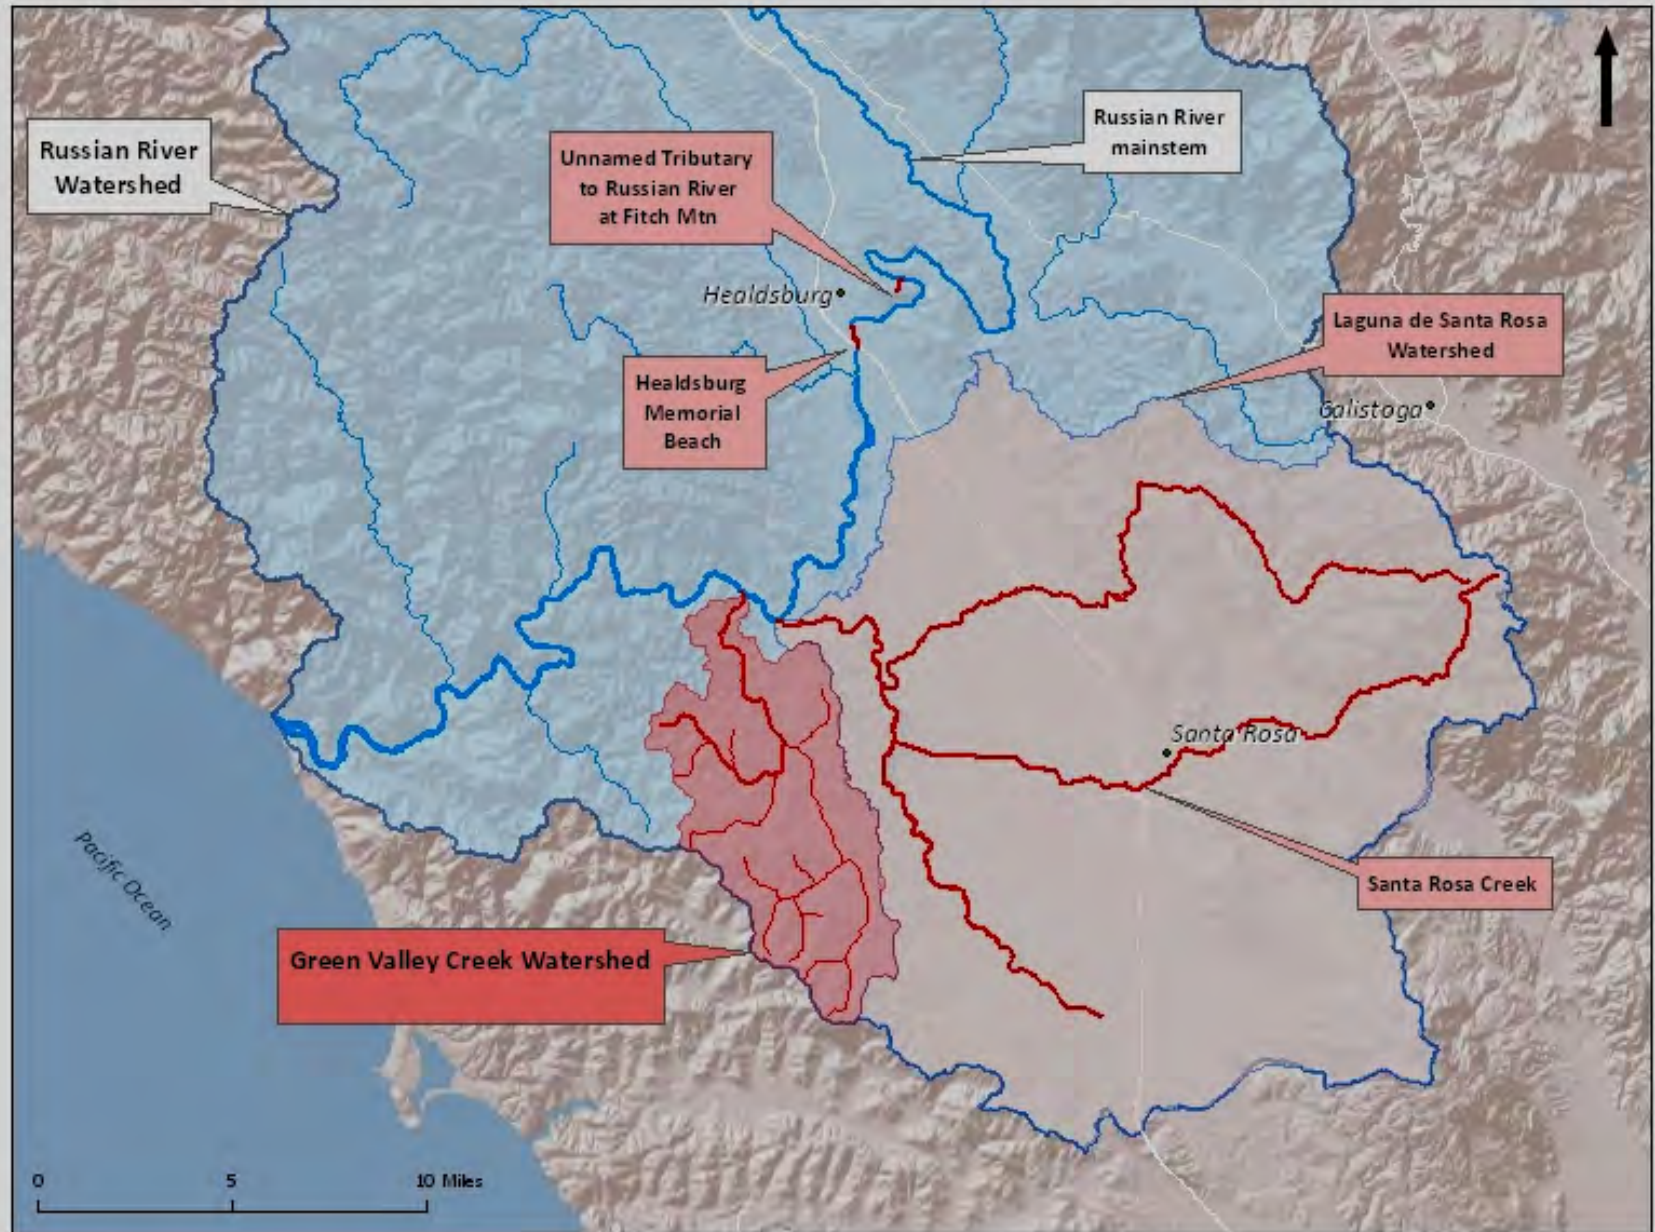 Russian River
Watershed
Unnamed Tributary
to Russian River
at Fitch Mtn
Russian River
mainstem
Healdsburg
Laguna de Santa Rosa
Watershed
Healdsburg
Memorial
Beach
Calistoga
Santa Rosa
Pacific Ocean
Santa Rosa Creek
Green Valley Creek Watershed
0 5 10 Miles